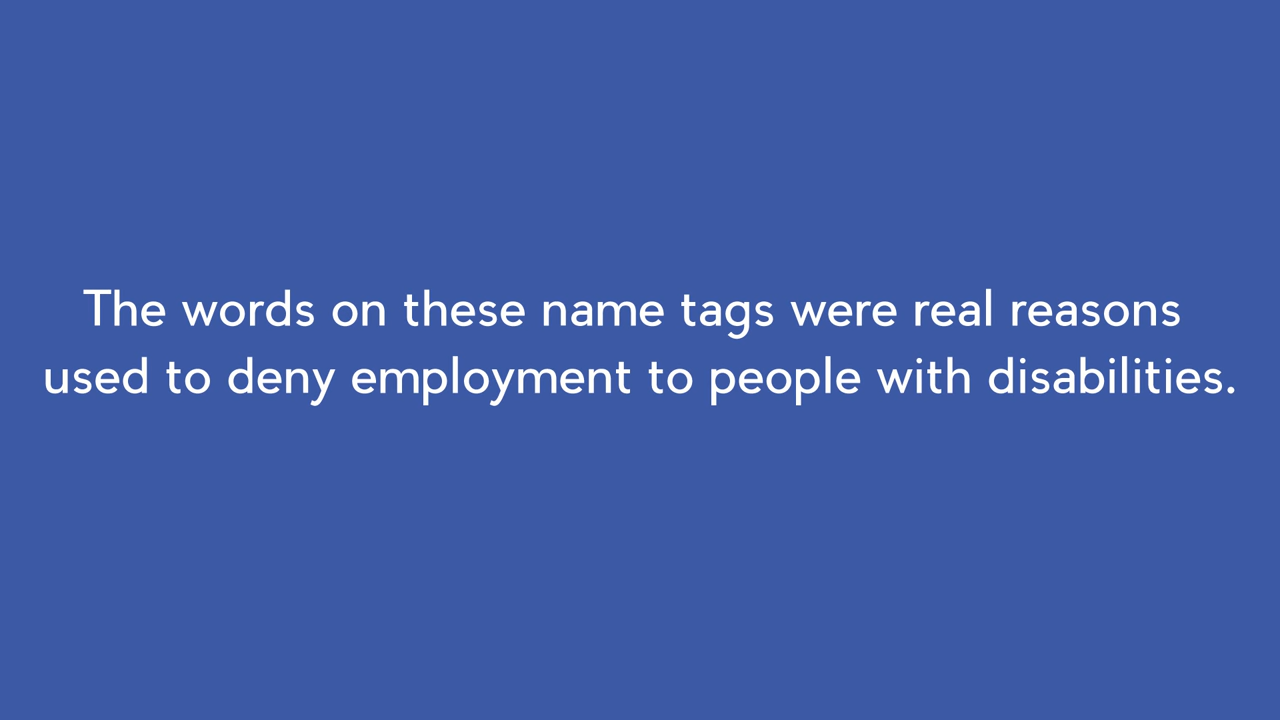 The words on these name tags were real reasons
used to deny employment to people with disabilities.